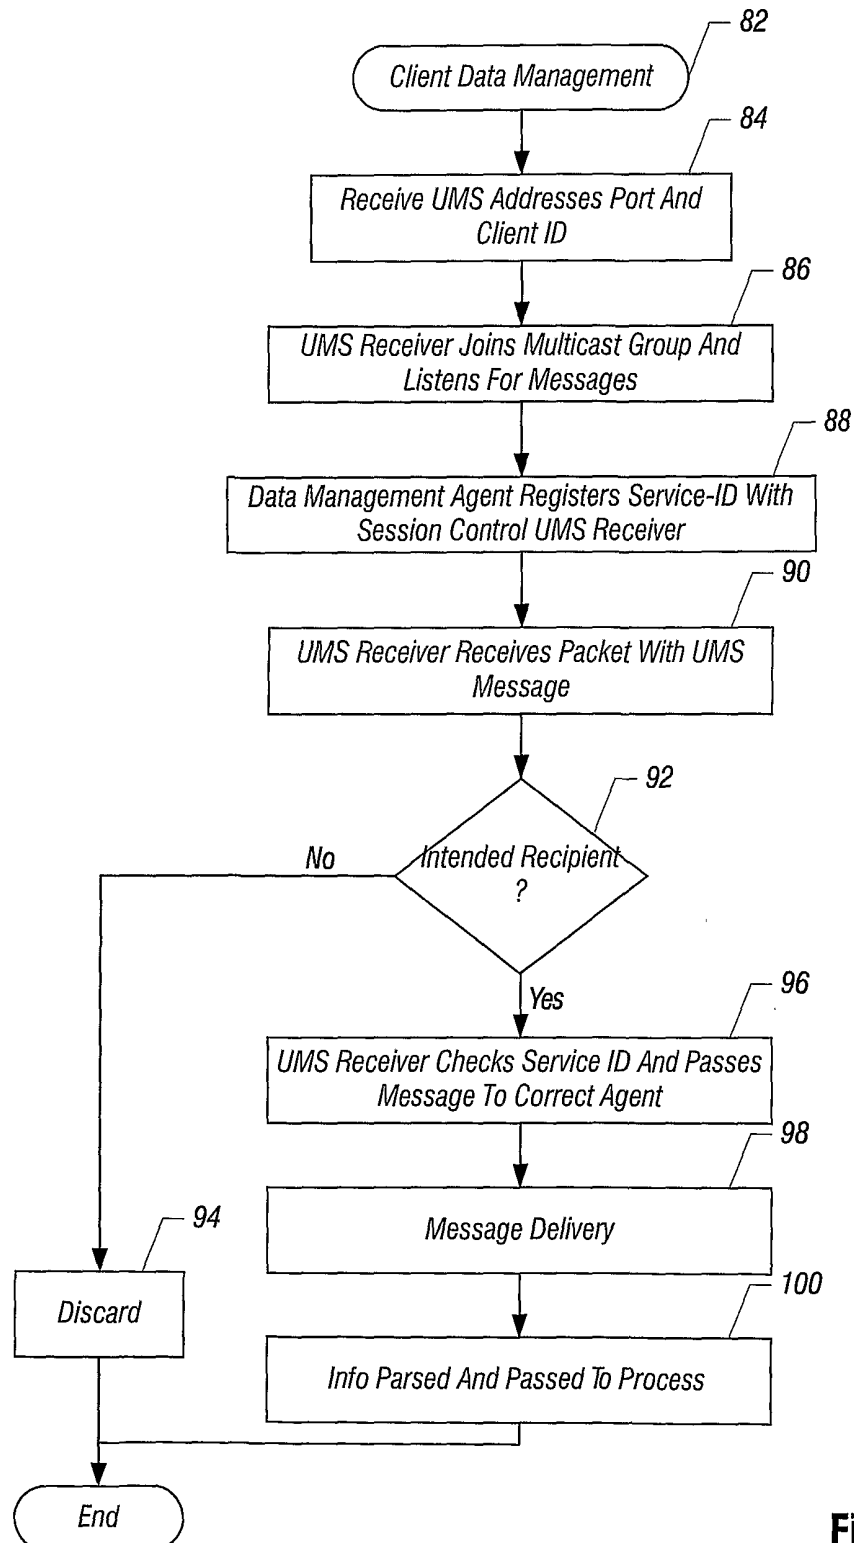 82
Client Data Management
84
Receive UMS Addresses Port And
Client ID
86
UMS Receiver Joins Multicast Group And
Listens For Messages
88
Data Management Agent Registers Service-ID With
Session Control UMS Receiver
90
UMS Receiver Receives Packet With UMS
Message
92
Intended Recipient
?
No
Yes
96
UMS Receiver Checks Service ID And Passes
Message To Correct Agent
98
Message Delivery
94
Discard
100
Info Parsed And Passed To Process
End
Fi